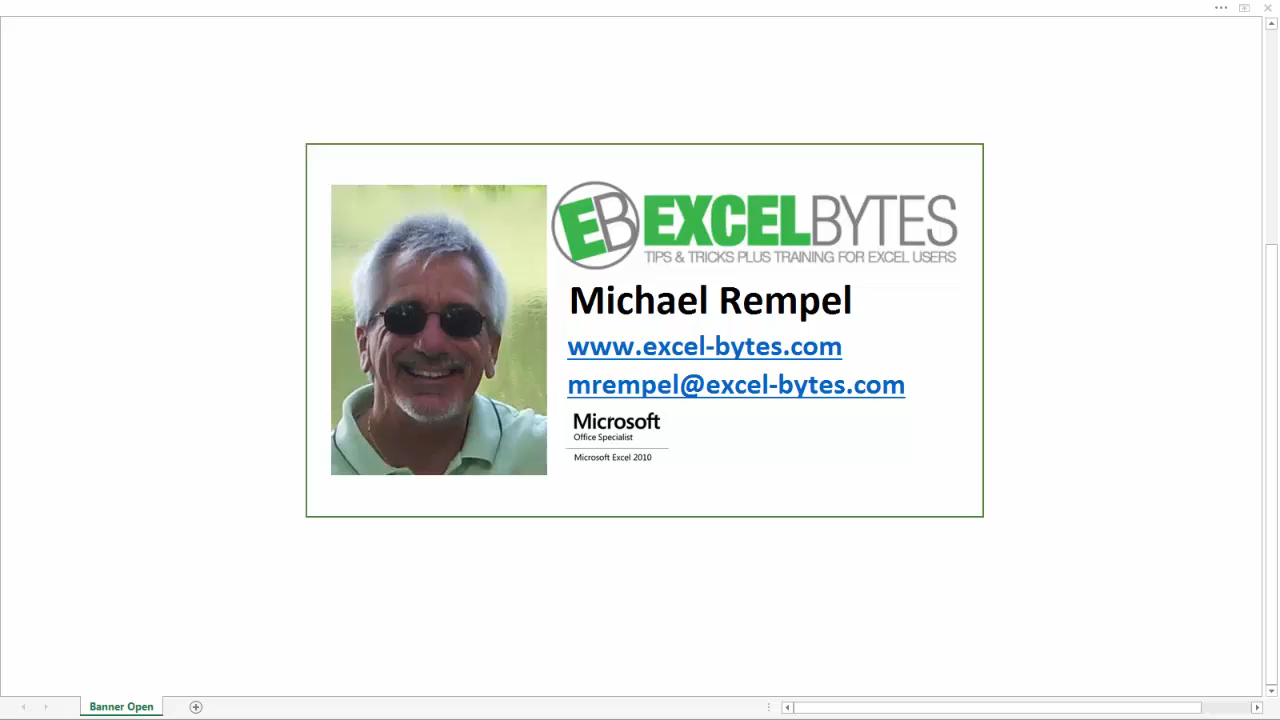 EB EXCELBYTES
TIPS & TRICKS PLUS TRAINING FOR EXCEL USERS
Michael Rempel
www.excel-bytes.com
mrempel@excel-bytes.com
Microsoft
Office Specialist
Microsoft Excel 2010
Banner Open